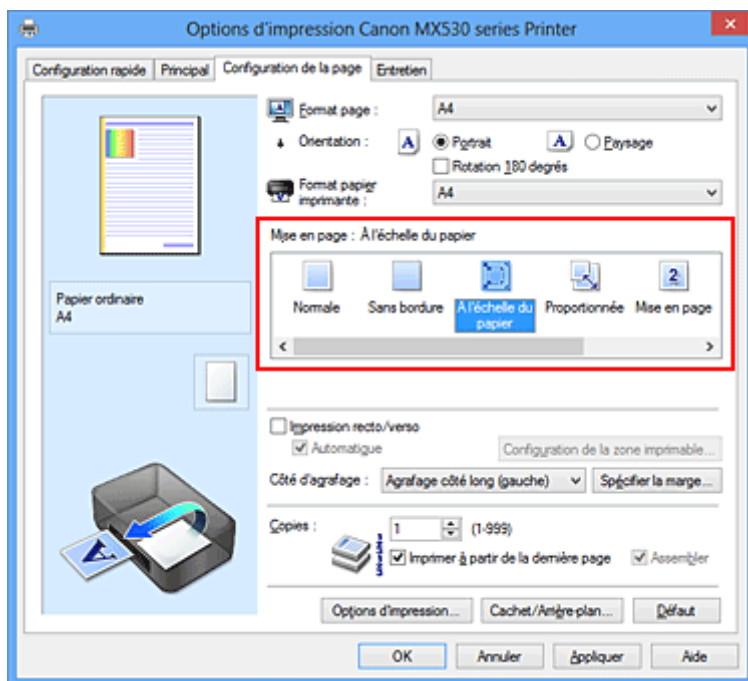 Options d'impression Canon MX530 series Printer
Configuration rapide Principal Configuration de la page Entretien
Format page : A4
Orientation : A Portrait A Paysage
Rotation 180 degrés
Format papier imprimante : A4
Mise en page : À l'échelle du papier
Normale Sans bordure À l'échelle du papier Proportionnée Mise en page
2
Papier ordinaire
A4
Impression recto/verso
Automatique Configuration de la zone imprimable...
Côté d'agrafage : Agrafage côté long (gauche) Spécifier la marge...
Copies : 1 (1-999)
Imprimer à partir de la dernière page Assembler
A
Options d'impression... Cachet/Arrière-plan... Défaut
OK Annuler Appliquer Aide